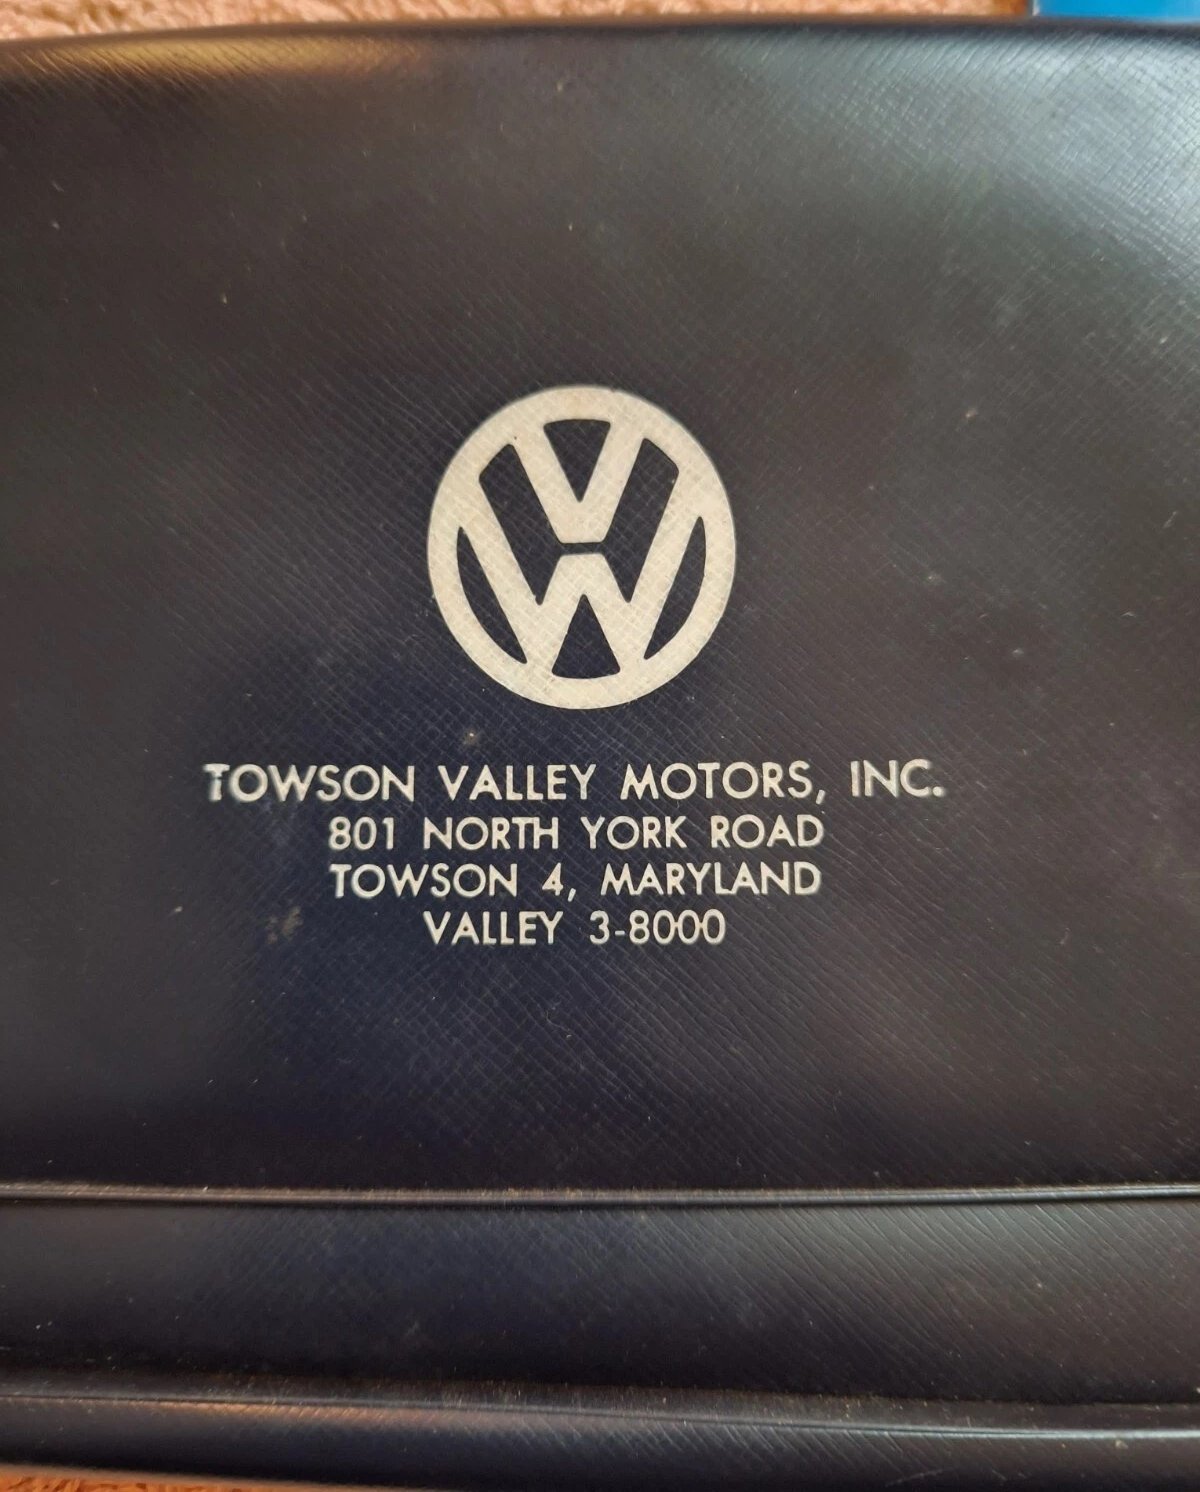 VW
TOWSON VALLEY MOTORS, INC.
801 NORTH YORK ROAD
TOWSON 4, MARYLAND
VALLEY 3-8000